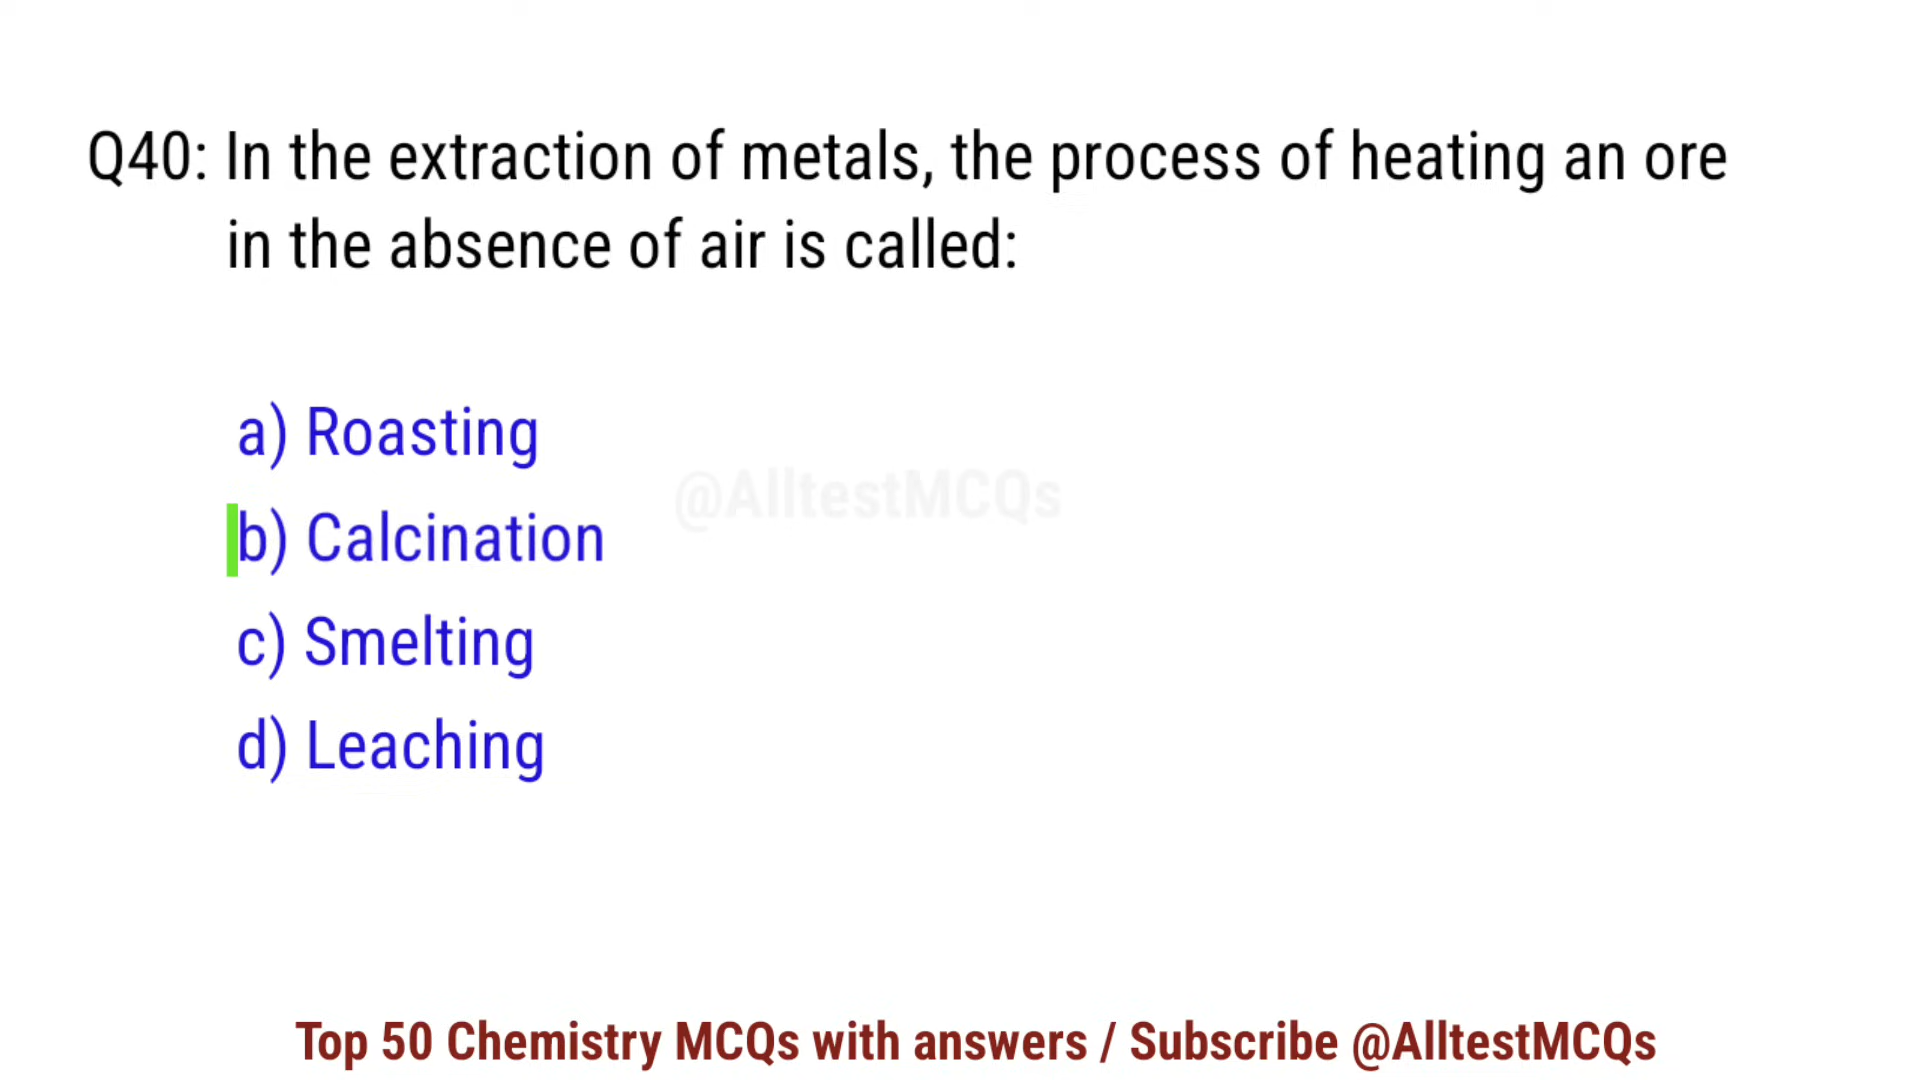 Q40: In the extraction of metals, the process of heating an ore
in the absence of air is called:
a) Roasting
@AlltestMCQs
b) Calcination
c) Smelting
d) Leaching
Top 50 Chemistry MCQs with answers / Subscribe @AlltestMCQs